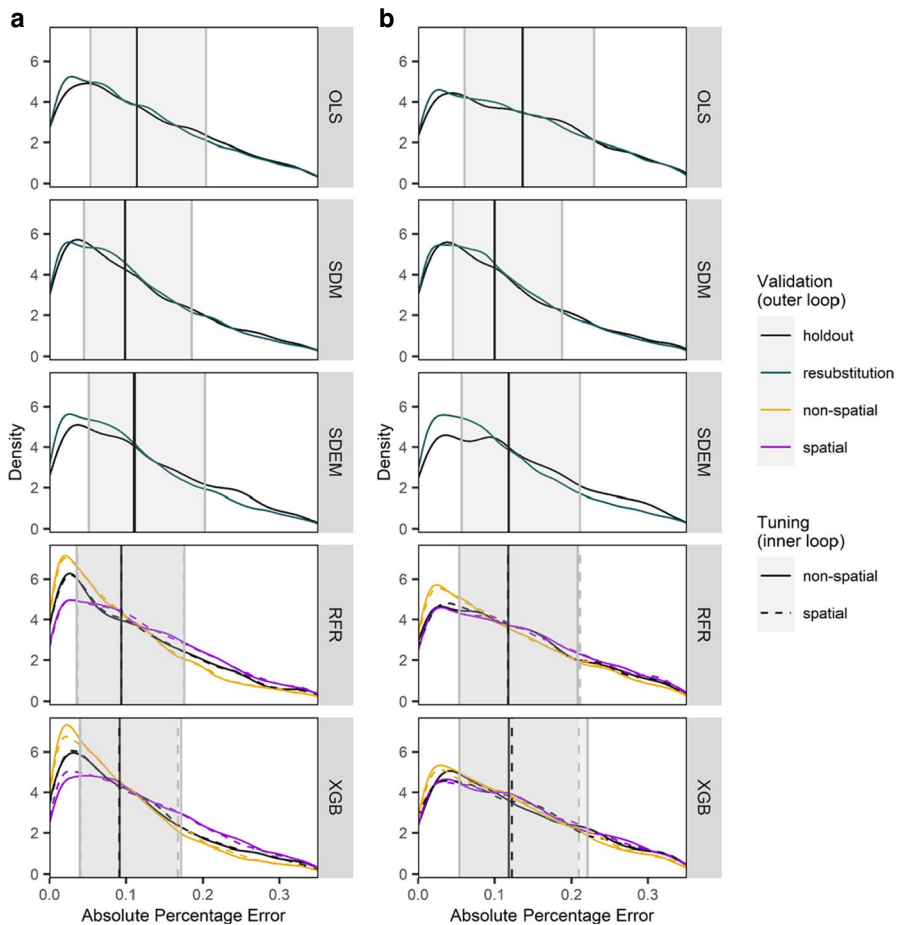 a
b
6
4
2
0
OLS
6
4
2
0
OLS
6
4
2
0
SDM
6
4
2
0
SDM
6
4
2
0
SDEM
6
4
2
0
SDEM
6
4
2
0
RFR
6
4
2
0
RFR
6
4
2
0
XGB
6
4
2
0
XGB
Density
Density
0.0 0.1 0.2 0.3
0.0 0.1 0.2 0.3
Absolute Percentage Error
Absolute Percentage Error
Validation
(outer loop)
holdout
resubstitution
non-spatial
spatial
Tuning
(inner loop)
non-spatial
spatial